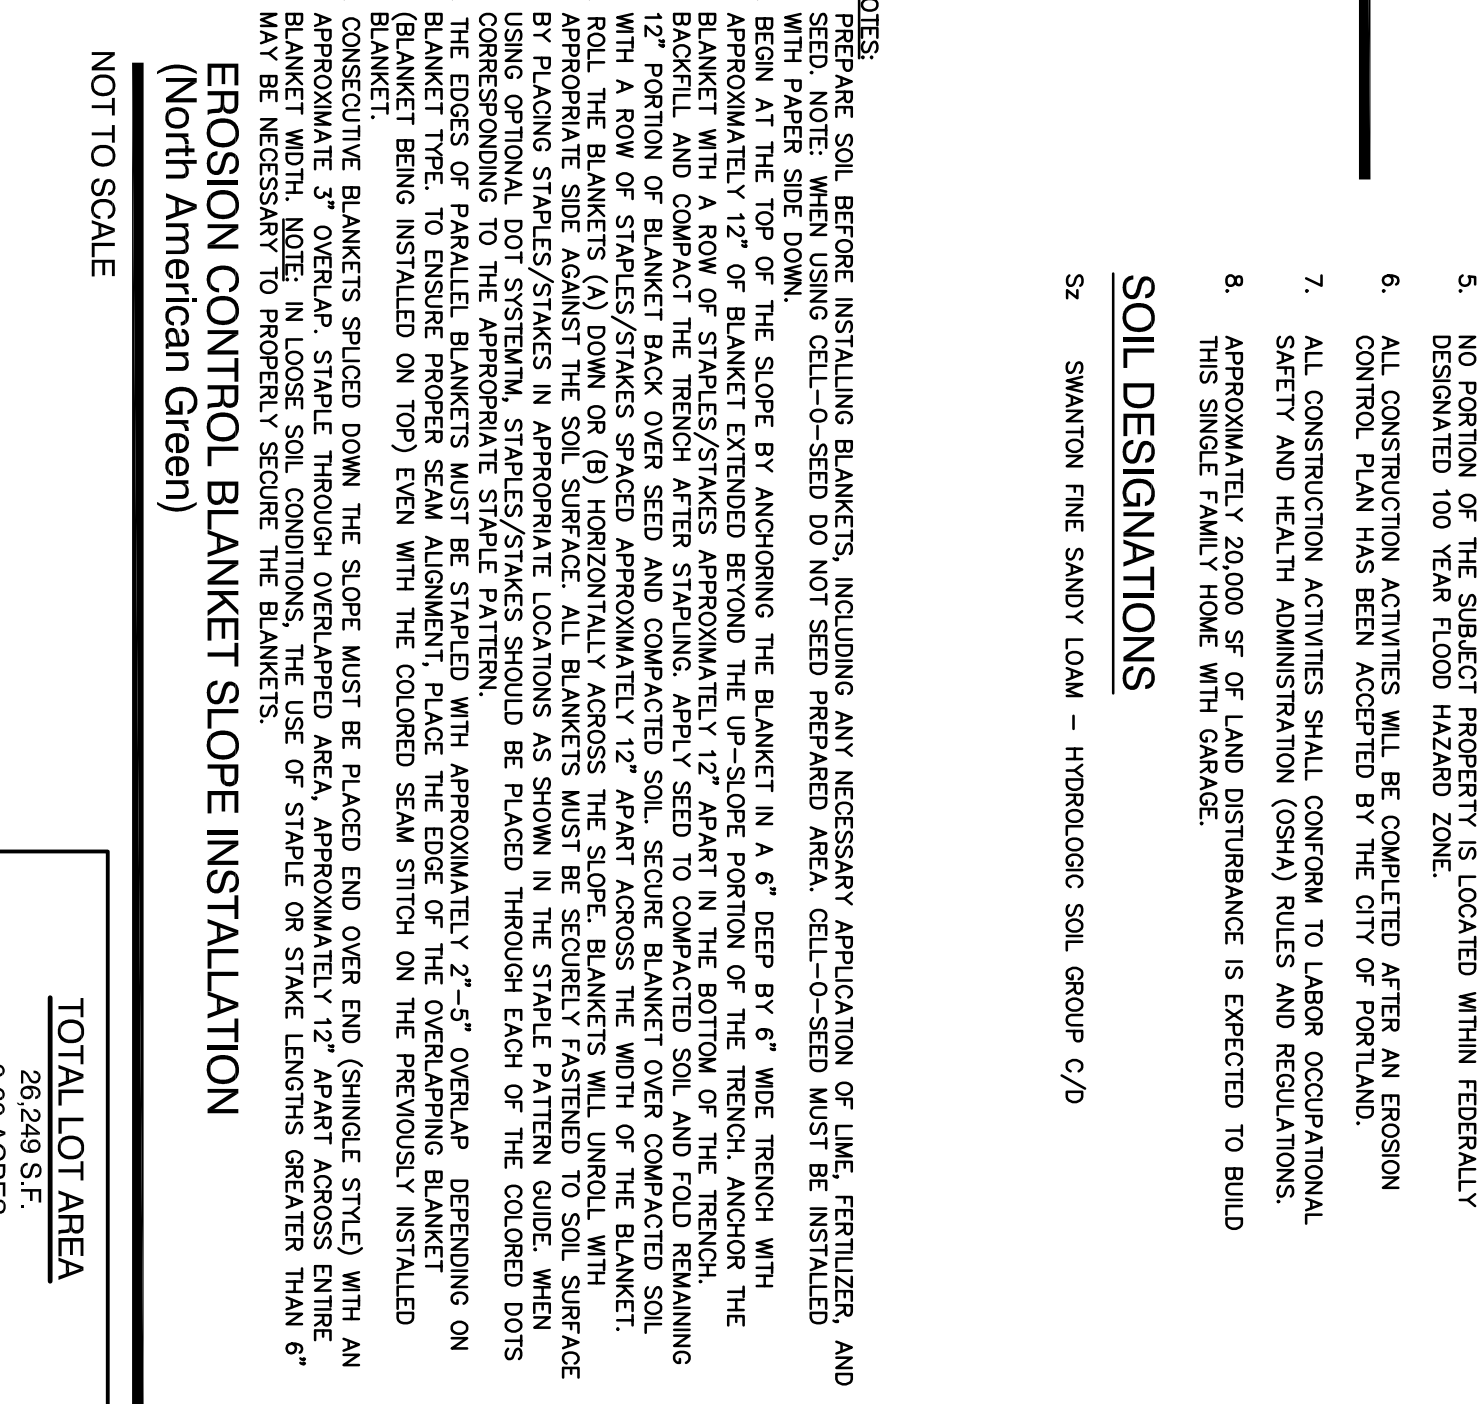 5. NO PORTION OF THE SUBJECT PROPERTY IS LOCATED WITHIN FEDERALLY
DESIGNATED 100 YEAR FLOOD HAZARD ZONE.
6. ALL CONSTRUCTION ACTIVITIES WILL BE COMPLETED AFTER AN EROSION
CONTROL PLAN HAS BEEN ACCEPTED BY THE CITY OF PORTLAND.
7. ALL CONSTRUCTION ACTIVITIES SHALL CONFORM TO LABOR OCCUPATIONAL
SAFETY AND HEALTH ADMINISTRATION (OSHA) RULES AND REGULATIONS.
8. APPROXIMATELY 20,000 SF OF LAND DISTURBANCE IS EXPECTED TO BUILD
THIS SINGLE FAMILY HOME WITH GARAGE.
SOIL DESIGNATIONS
Sz SWANTON FINE SANDY LOAM – HYDROLOGIC SOIL GROUP C/D
OTES:
PREPARE SOIL BEFORE INSTALLING BLANKETS, INCLUDING ANY NECESSARY APPLICATION OF LIME, FERTILIZER, AND
SEED. NOTE: WHEN USING CELL–O–SEED DO NOT SEED PREPARED AREA. CELL–O–SEED MUST BE INSTALLED
WITH PAPER SIDE DOWN.
BEGIN AT THE TOP OF THE SLOPE BY ANCHORING THE BLANKET IN A 6" DEEP BY 6" WIDE TRENCH WITH
APPROXIMATELY 12" OF BLANKET EXTENDED BEYOND THE UP–SLOPE PORTION OF THE TRENCH. ANCHOR THE
BLANKET WITH A ROW OF STAPLES/STAKES APPROXIMATELY 12" APART IN THE BOTTOM OF THE TRENCH.
BACKFILL AND COMPACT THE TRENCH AFTER STAPLING. APPLY SEED TO COMPACTED SOIL AND FOLD REMAINING
12" PORTION OF BLANKET BACK OVER SEED AND COMPACTED SOIL. SECURE BLANKET OVER COMPACTED SOIL
WITH A ROW OF STAPLES/STAKES SPACED APPROXIMATELY 12" APART ACROSS THE WIDTH OF THE BLANKET.
ROLL THE BLANKETS (A) DOWN OR (B) HORIZONTALLY ACROSS THE SLOPE. BLANKETS WILL UNROLL WITH
APPROPRIATE SIDE AGAINST THE SOIL SURFACE. ALL BLANKETS MUST BE SECURELY FASTENED TO SOIL SURFACE
BY PLACING STAPLES/STAKES IN APPROPRIATE LOCATIONS AS SHOWN IN THE STAPLE PATTERN GUIDE. WHEN
USING OPTIONAL DOT SYSTEMTM, STAPLES/STAKES SHOULD BE PLACED THROUGH EACH OF THE COLORED DOTS
CORRESPONDING TO THE APPROPRIATE STAPLE PATTERN.
THE EDGES OF PARALLEL BLANKETS MUST BE STAPLED WITH APPROXIMATELY 2"–5" OVERLAP DEPENDING ON
BLANKET TYPE. TO ENSURE PROPER SEAM ALIGNMENT, PLACE THE EDGE OF THE OVERLAPPING BLANKET
(BLANKET BEING INSTALLED ON TOP) EVEN WITH THE COLORED SEAM STITCH ON THE PREVIOUSLY INSTALLED
BLANKET.
CONSECUTIVE BLANKETS SPLICED DOWN THE SLOPE MUST BE PLACED END OVER END (SHINGLE STYLE) WITH AN
APPROXIMATE 3" OVERLAP. STAPLE THROUGH OVERLAPPED AREA, APPROXIMATELY 12" APART ACROSS ENTIRE
BLANKET WIDTH. NOTE: IN LOOSE SOIL CONDITIONS, THE USE OF STAPLE OR STAKE LENGTHS GREATER THAN 6"
MAY BE NECESSARY TO PROPERLY SECURE THE BLANKETS.
EROSION CONTROL BLANKET SLOPE INSTALLATION
(North American Green)
NOT TO SCALE
TOTAL LOT AREA
26,249 S.F.